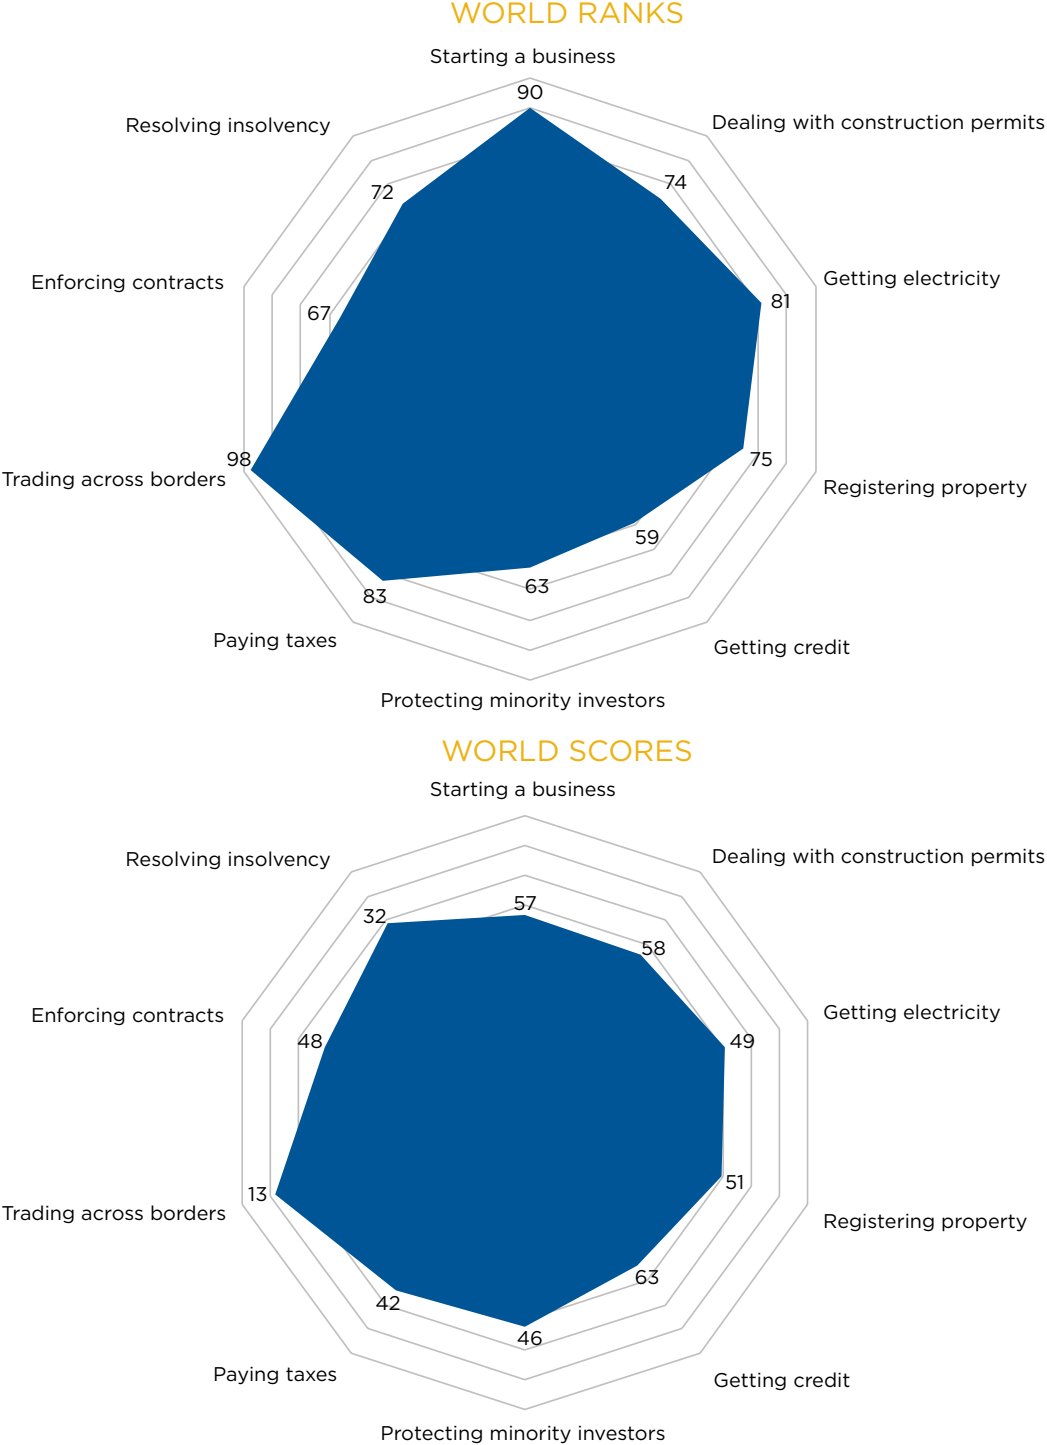 WORLD RANKS
Starting a business
90
Resolving insolvency
Dealing with construction permits
72
74
Enforcing contracts
Getting electricity
67
81
98
Trading across borders
75
Registering property
59
83
63
Paying taxes
Getting credit
Protecting minority investors
WORLD SCORES
Starting a business
Resolving insolvency
Dealing with construction permits
32
57
58
Enforcing contracts
Getting electricity
48
49
13
51
Trading across borders
Registering property
42
63
46
Paying taxes
Getting credit
Protecting minority investors